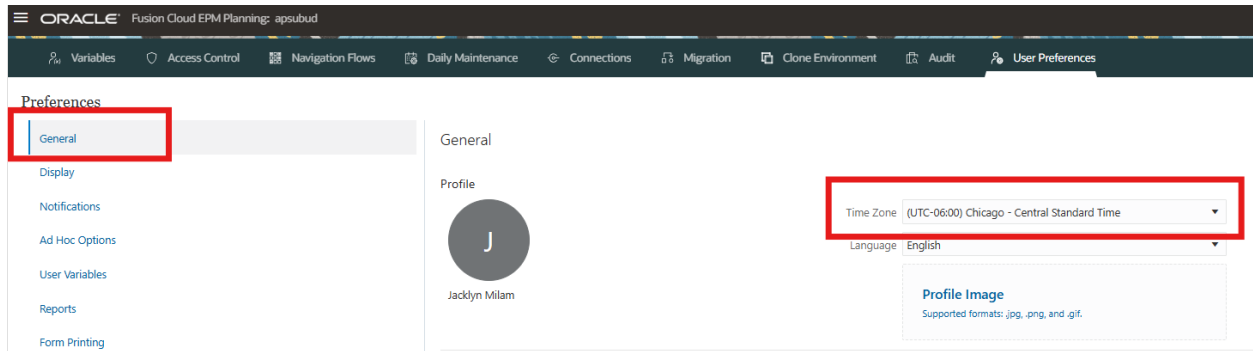 ORACLE Fusion Cloud EPM Planning: apsubud
Variables Access Control Navigation Flows Daily Maintenance Connections Migration Clone Environment Audit User Preferences
Preferences
General
Display
Notifications
Ad Hoc Options
User Variables
Reports
Form Printing
General
Profile
J
Jacklyn Milam
Time Zone (UTC-06:00) Chicago - Central Standard Time
Language English
Profile Image
Supported formats: .jpg, .png, and .gif.